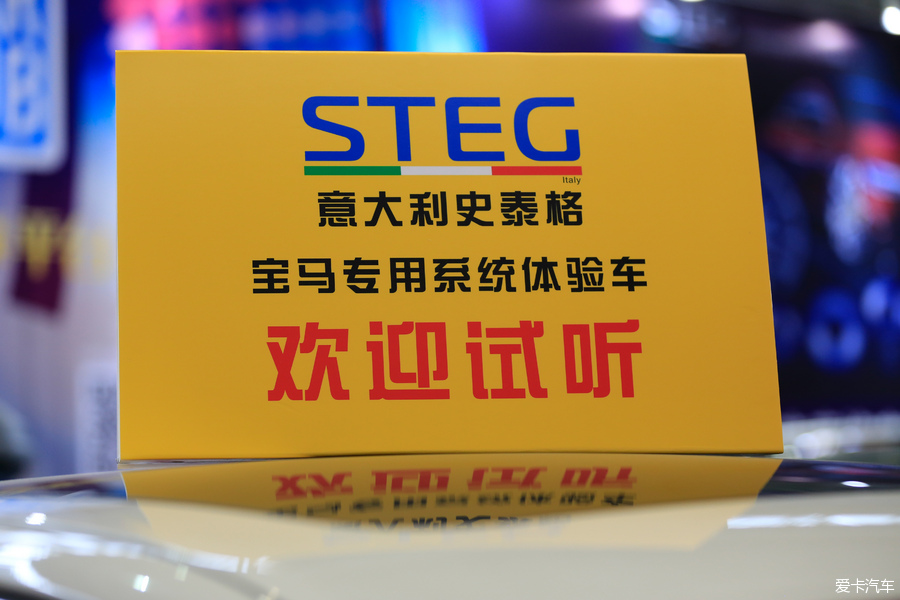 STEG
Italy
意大利史泰格
宝马专用系统体验车
欢迎试听
爱卡汽车